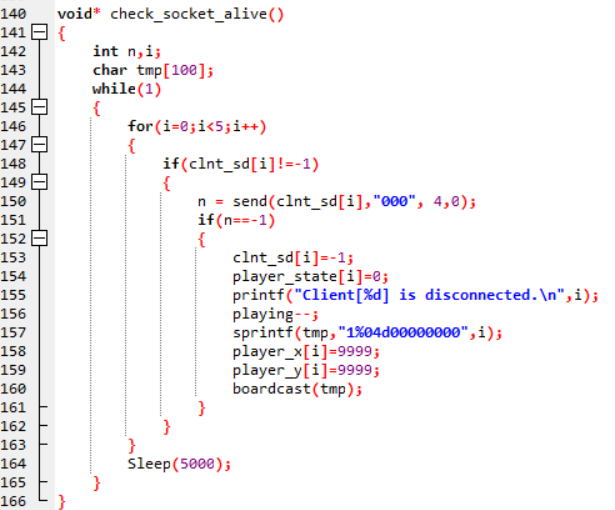 140 void* check_socket_alive()
141 {
142     int n,i;
143     char tmp[100];
144     while(1)
145     {
146         for(i=0;i<5;i++)
147         {
148             if(clnt_sd[i]!=-1)
149             {
150                 n = send(clnt_sd[i],"000", 4,0);
151                 if(n==-1)
152                 {
153                     clnt_sd[i]=-1;
154                     player_state[i]=0;
155                     printf("Client[%d] is disconnected.\n",i);
156                     playing--;
157                     sprintf(tmp,"1%04d00000000",i);
158                     player_x[i]=9999;
159                     player_y[i]=9999;
160                     boardcast(tmp);
161                 }
162             }
163         }
164         Sleep(5000);
165     }
166 }